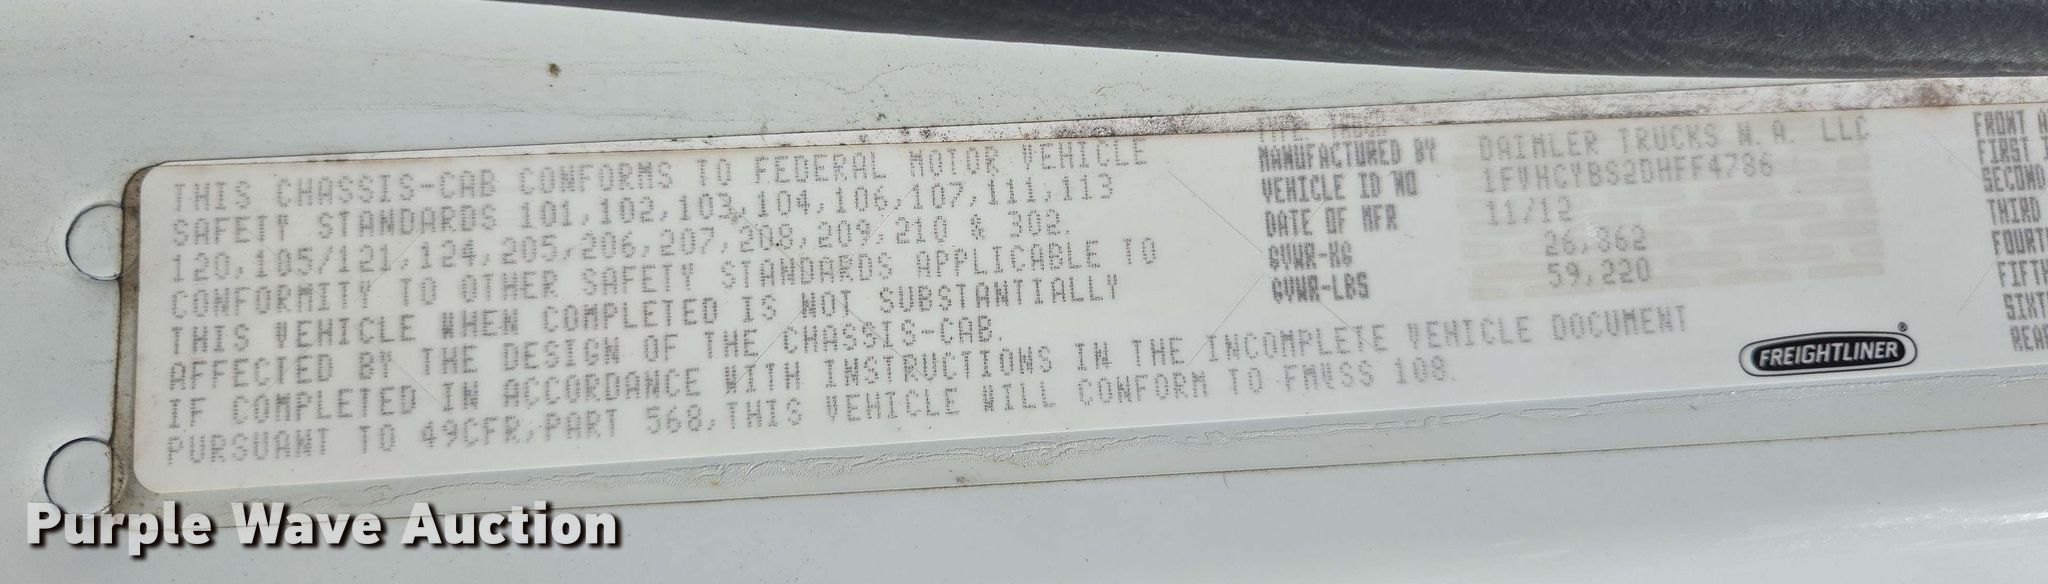 THIS CHASSIS-CAB CONFORMS TO FEDERAL MOTOR VEHICLE
SAFETY STANDARDS 101,102,103,104,106,107,111,113
120,105,121,124,205,206,207,208,209,210 & 302.
CONFORMITY TO OTHER SAFETY STANDARDS APPLICABLE TO
THIS VEHICLE WHEN COMPLETED IS NOT SUBSTANTIALLY
AFFECTED BY THE DESIGN OF THE CHASSIS-CAB.
IF COMPLETED IN ACCORDANCE WITH INSTRUCTIONS IN THE INCOMPLETE VEHICLE DOCUMENT
PURSUANT TO 49CFR,PART 568,THIS VEHICLE WILL CONFORM TO FMVSS 108.
TYPE TRUCK
MANUFACTURED BY DAIMLER TRUCKS N.A. LLC
VEHICLE ID NO 1FVHCYBS2DHFF4786
DATE OF MFR 11/12
GVWR-KG 26,862
GVWR-LBS 59,220
FREIGHTLINER®
FRONT
FIRST
SECOND
THIRD
FOURTH
FIFTH
SIXTH
REAR
Purple Wave Auction